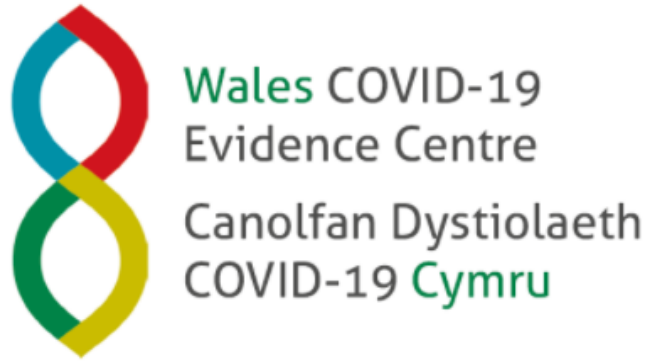 Wales COVID-19
Evidence Centre
Canolfan Dystiolaeth
COVID-19 Cymru